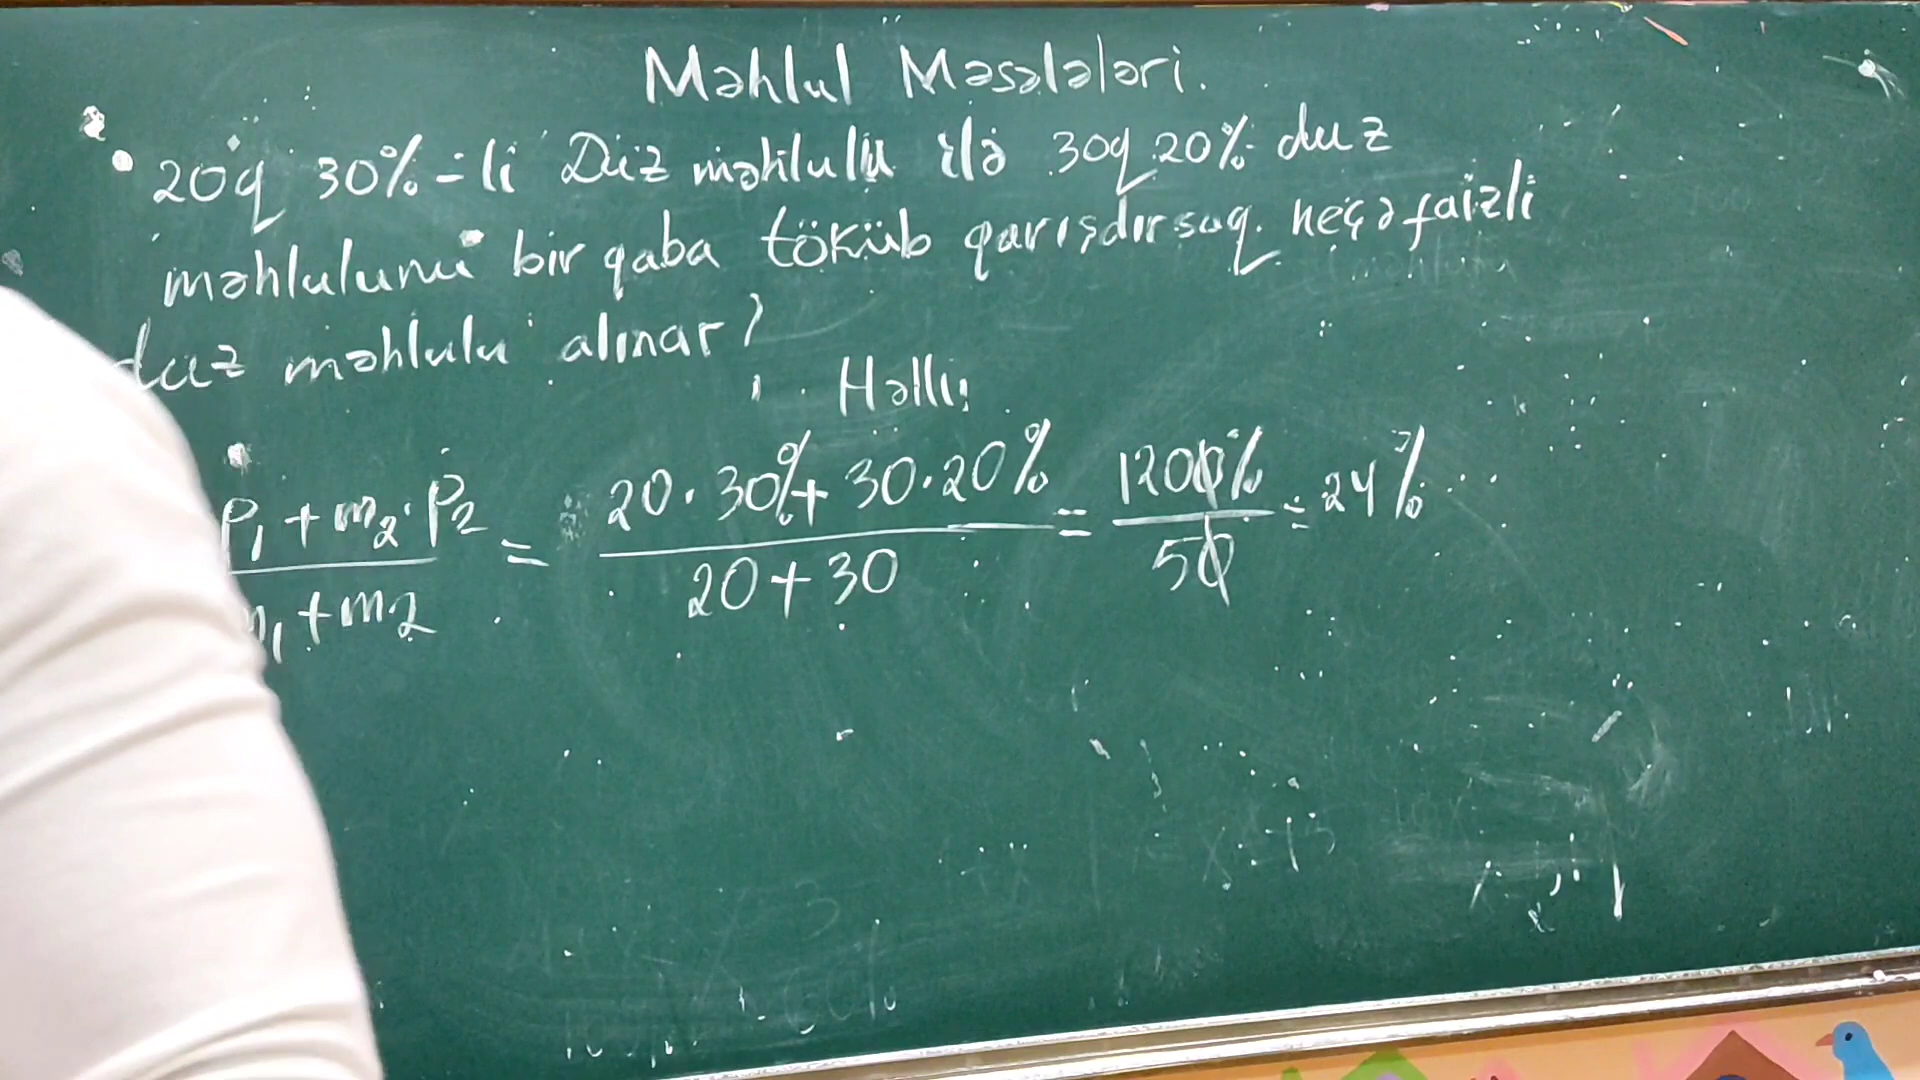 Məhlul Məsələləri.
• 20q 30%-li Duz məhlulu ilə 30q 20% duz
məhlulunu bir qaba töküb qarışdırsaq. neçə faizli
duz məhlulu alınar?
Həlli:
P₁ + m₂·P₂ / m₁ + m₂ = 20·30% + 30·20% / 20+30 = 1200% / 50 = 24%